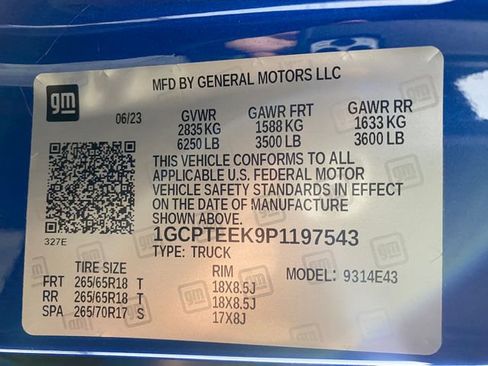 MFD BY GENERAL MOTORS LLC
gm
06/23 GVWR GAWR FRT GAWR RR
2835 KG 1588 KG 1633 KG
6250 LB 3500 LB 3600 LB
THIS VEHICLE CONFORMS TO ALL
APPLICABLE U.S. FEDERAL MOTOR
VEHICLE SAFETY STANDARDS IN EFFECT
ON THE DATE OF MANUFACTURE
SHOWN ABOVE.
327E
1GCPTEEK9P1197543
TYPE: TRUCK
TIRE SIZE RIM MODEL: 9314E43
FRT 265/65R18 T 18X8.5J
RR 265/65R18 T 18X8.5J
SPA 265/70R17 S 17X8J